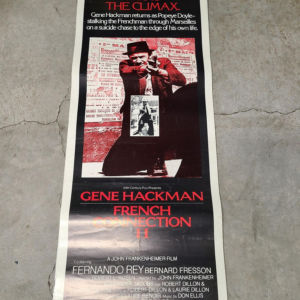 THE CLIMAX.
Gene Hackman returns as Popeye Doyle-
stalking the Frenchman through Marseilles
on a suicide chase to the edge of his own life.
20th Century-Fox Presents
GENE HACKMAN
FRENCH
CONNECTION
II
A JOHN FRANKENHEIMER FILM
FERNANDO REY BERNARD FRESSON
JOHN FRANKENHEIMER
ROBERT DILLON &
ROBERT DILLON & LAURIE DILLON
DON ELLIS